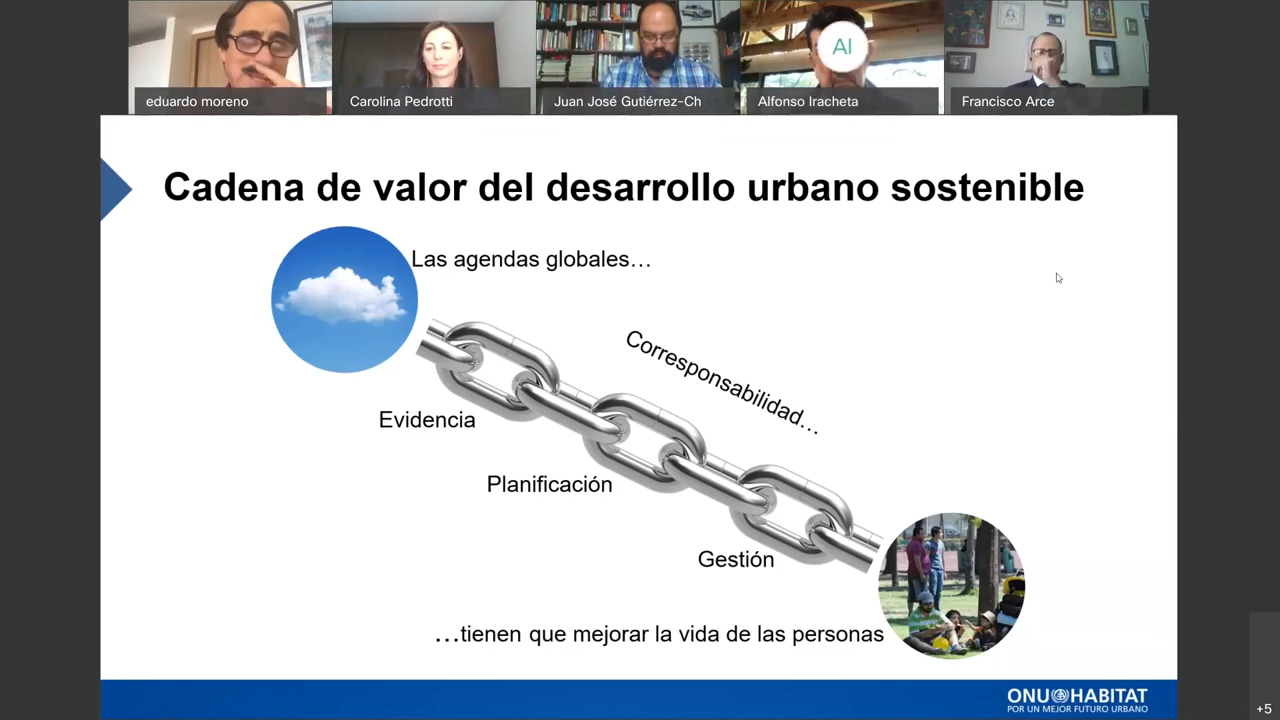 eduardo moreno
Carolina Pedrotti
Juan José Gutiérrez-Ch
AI
Alfonso Iracheta
Francisco Arce
Cadena de valor del desarrollo urbano sostenible
Las agendas globales...
Corresponsabilidad...
Evidencia
Planificación
Gestión
...tienen que mejorar la vida de las personas
ONU HABITAT
POR UN MEJOR FUTURO URBANO
+5